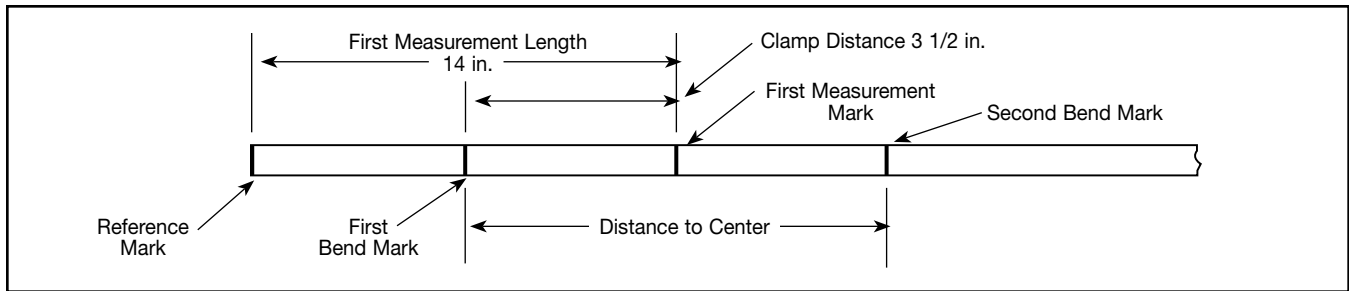 First Measurement Length
14 in.
Clamp Distance 3 1/2 in.
First Measurement
Mark
Second Bend Mark
Reference
Mark
First
Bend Mark
Distance to Center